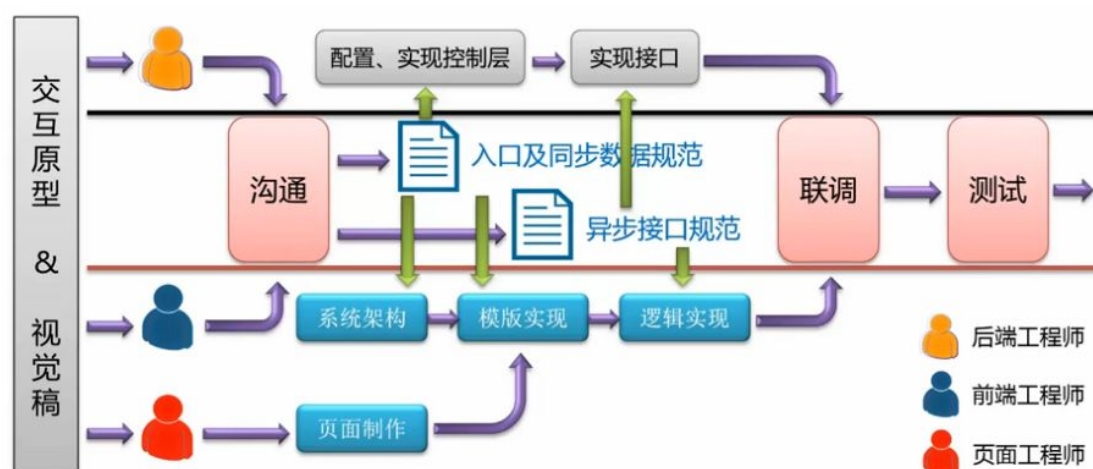 交互原型 & 视觉稿
配置、实现控制层
实现接口
沟通
入口及同步数据规范
异步接口规范
联调
测试
系统架构
模版实现
逻辑实现
页面制作
后端工程师
前端工程师
页面工程师